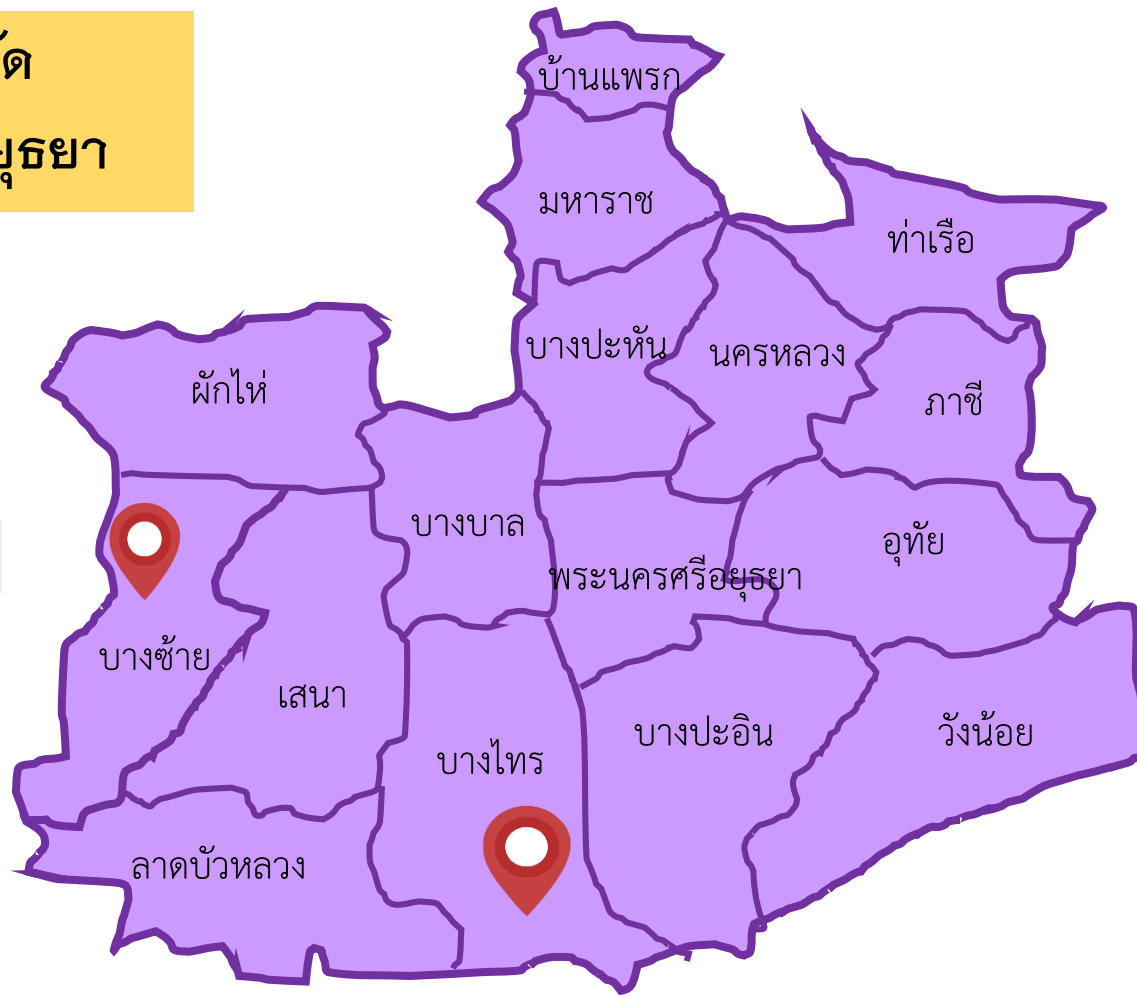 บ้านแพรก
มหาราช
ท่าเรือ
บางปะหัน
นครหลวง
ผักไห่
ภาชี
บางบาล
อุทัย
พระนครศรีอยุธยา
บางซ้าย
เสนา
บางปะอิน
วังน้อย
บางไทร
ลาดบัวหลวง